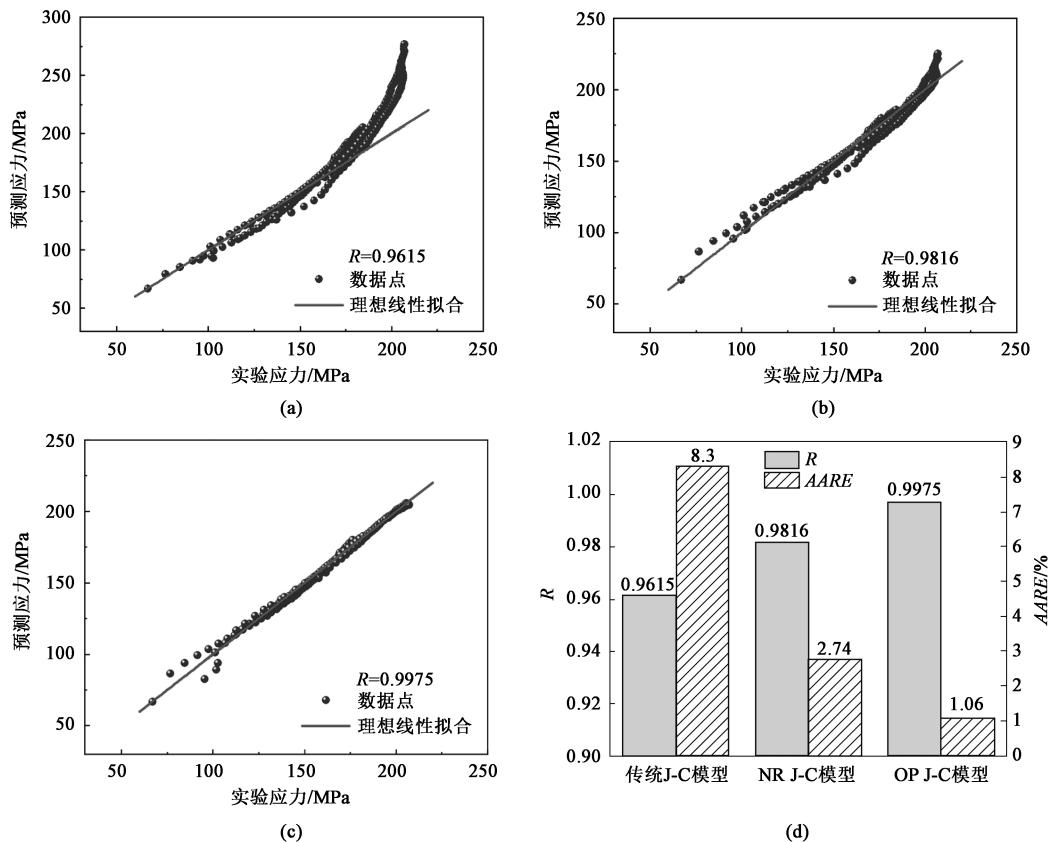 300
250
200
150
100
50
预测应力/MPa
R=0.9615
数据点
理想线性拟合
50
100
150
200
250
实验应力/MPa
(a)
250
200
150
100
50
预测应力/MPa
R=0.9816
数据点
理想线性拟合
50
100
150
200
250
实验应力/MPa
(b)
250
200
150
100
50
预测应力/MPa
R=0.9975
数据点
理想线性拟合
50
100
150
200
250
实验应力/MPa
(c)
1.02
1.00
0.98
0.96
0.94
0.92
0.90
R
R
AARE
0.9615
8.3
0.9816
2.74
0.9975
1.06
9
8
7
6
5
4
3
2
1
0
AARE/%
传统J-C模型
NR J-C模型
OP J-C模型
(d)